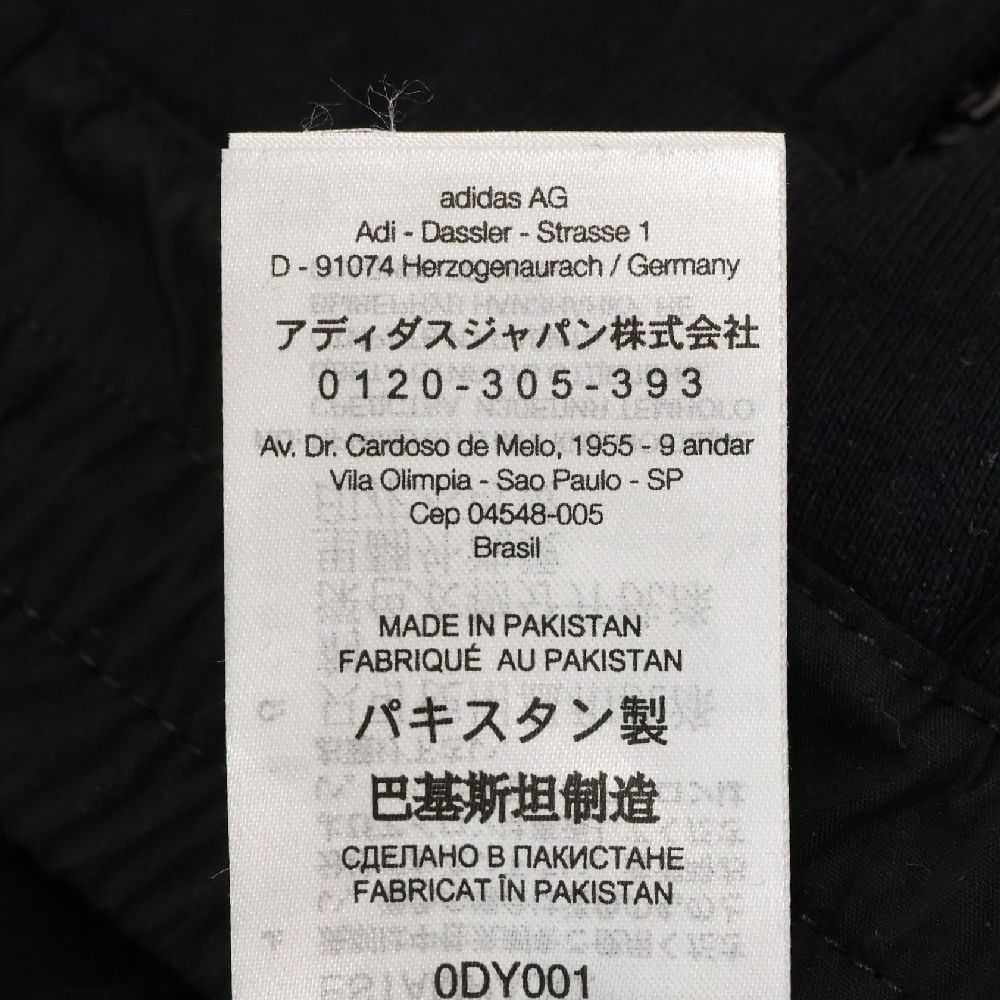 adidas AG
Adi - Dassler - Strasse 1
D - 91074 Herzogenaurach / Germany
アディダスジャパン株式会社
0120-305-393
Av. Dr. Cardoso de Melo, 1955 - 9 andar
Vila Olimpia - Sao Paulo - SP
Cep 04548-005
Brasil
MADE IN PAKISTAN
FABRIQUÉ AU PAKISTAN
パキスタン製
巴基斯坦制造
СДЕЛАНО В ПАКИСТАНЕ
FABRICAT ÎN PAKISTAN
0DY001